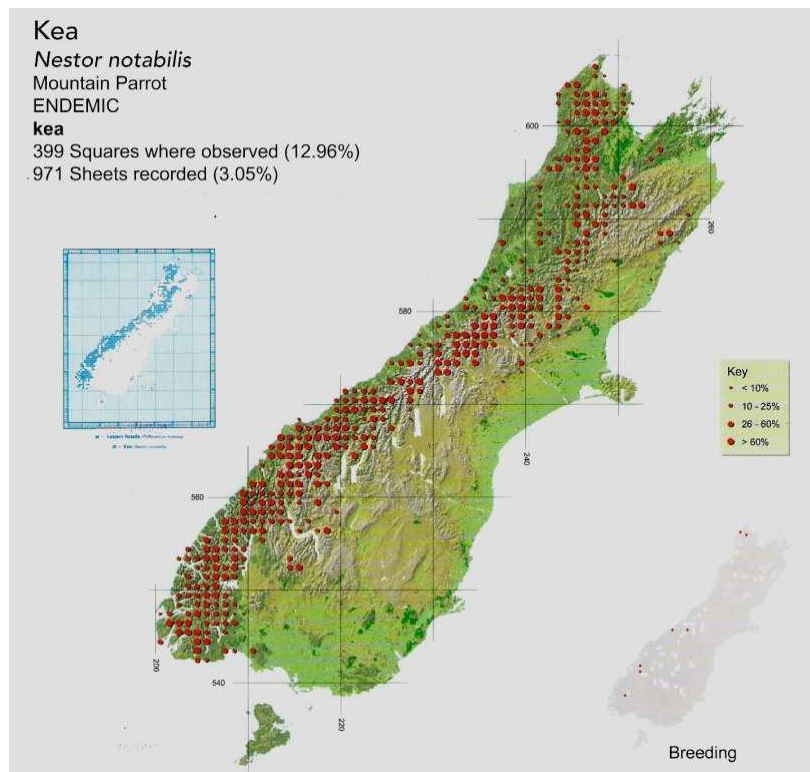 Kea
Nestor notabilis
Mountain Parrot
ENDEMIC
kea
399 Squares where observed (12.96%)
971 Sheets recorded (3.05%)
600
260
580
Key
< 10%
10 - 25%
26 - 60%
> 60%
240
560
200
540
220
Breeding